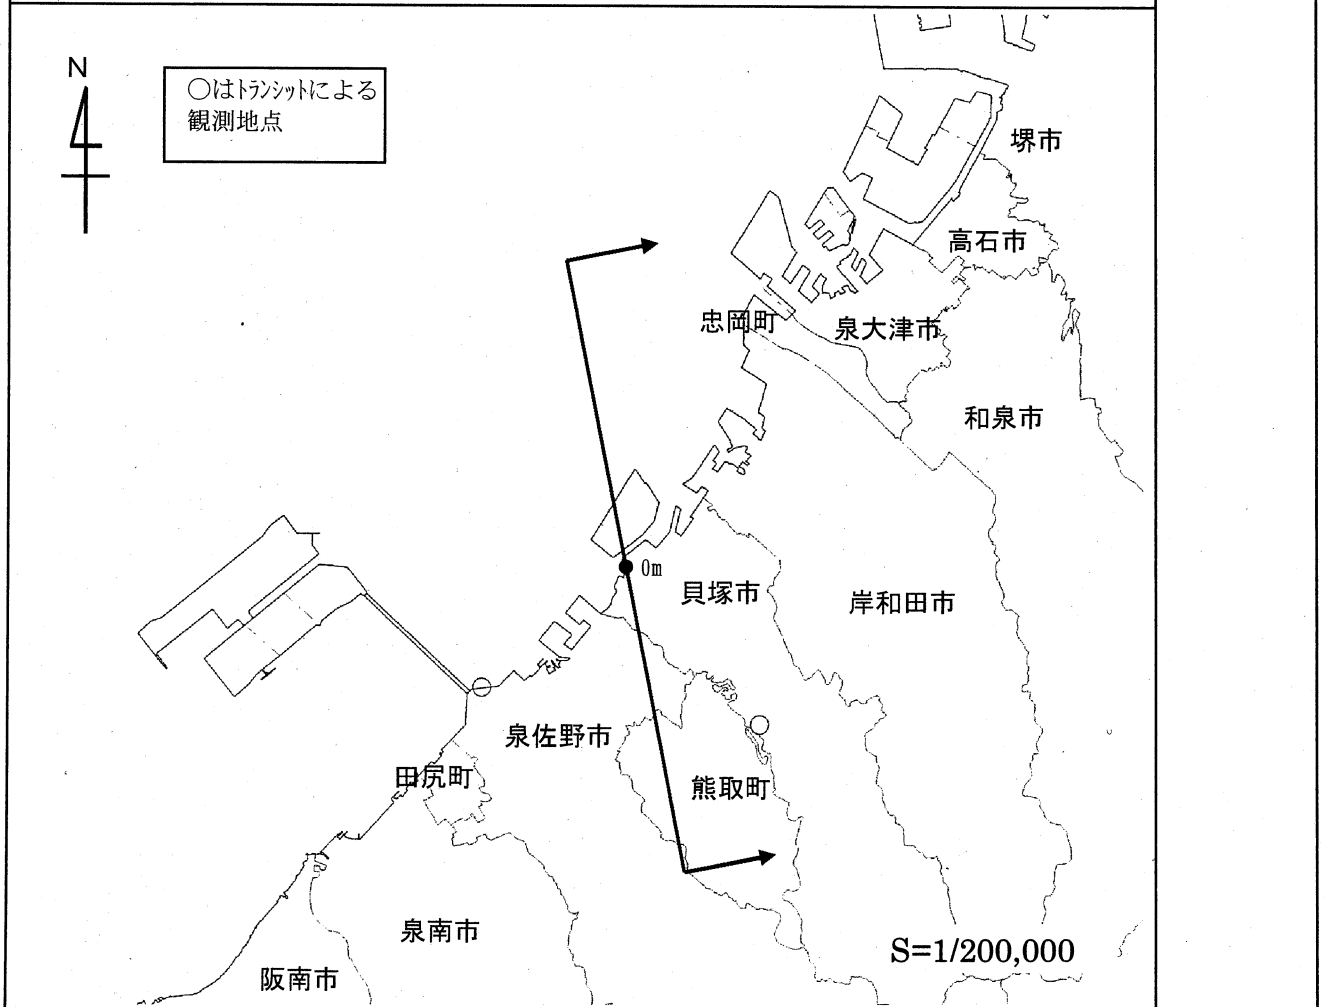 N
○はトランシットによる
観測地点
堺市
高石市
忠岡町
泉大津市
和泉市
0m
貝塚市
岸和田市
泉佐野市
田尻町
熊取町
泉南市
S=1/200,000
阪南市